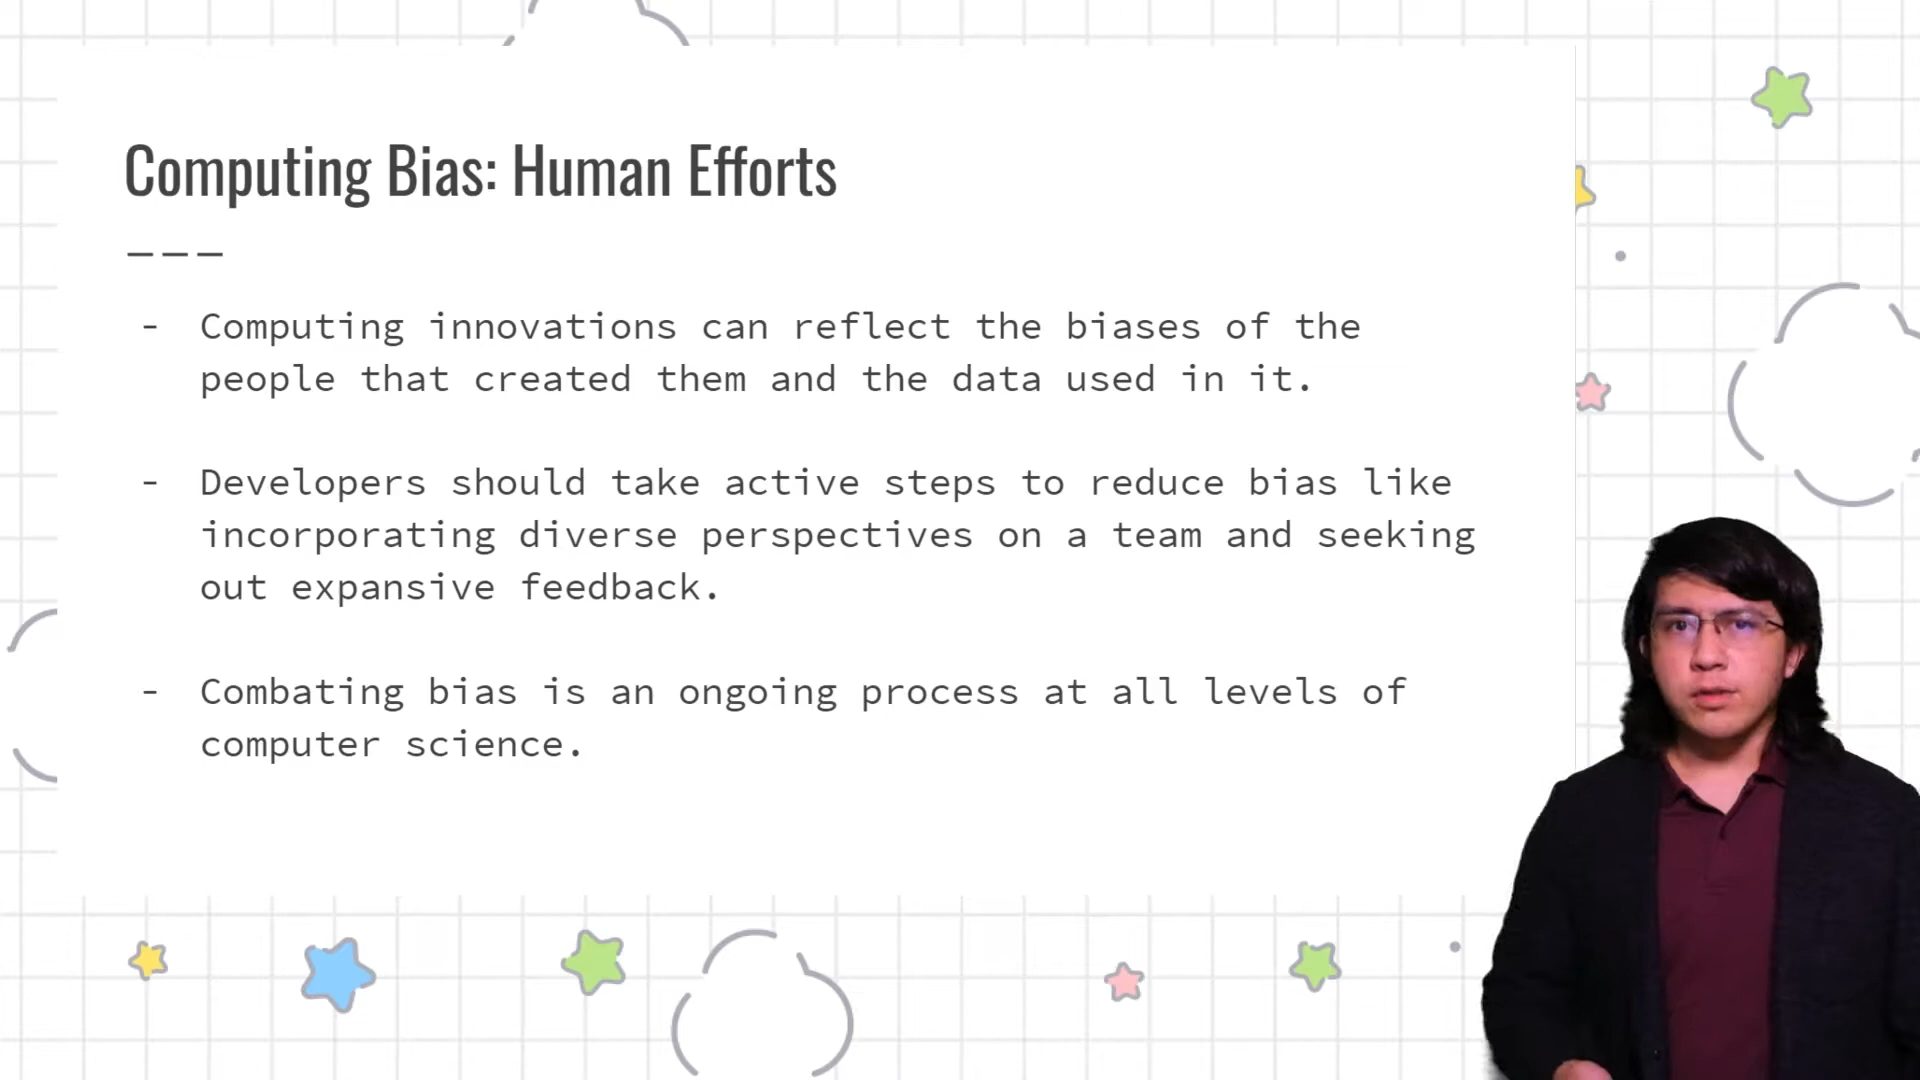 Computing Bias: Human Efforts
- Computing innovations can reflect the biases of the
people that created them and the data used in it.
- Developers should take active steps to reduce bias like
incorporating diverse perspectives on a team and seeking
out expansive feedback.
- Combating bias is an ongoing process at all levels of
computer science.